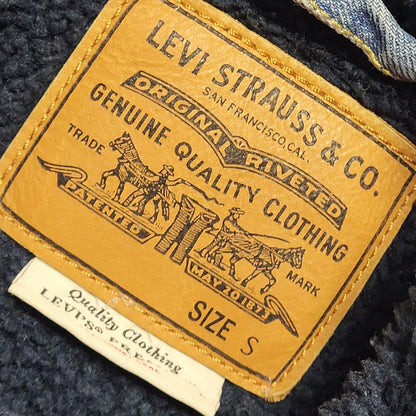 LEVI STRAUSS & CO.
SAN FRANCISCO, CAL.
ORIGINAL RIVETED
GENUINE QUALITY CLOTHING
TRADE MARK
PATENTED MAY 20 1873
SIZE S
Quality Clothing
LEVI'S